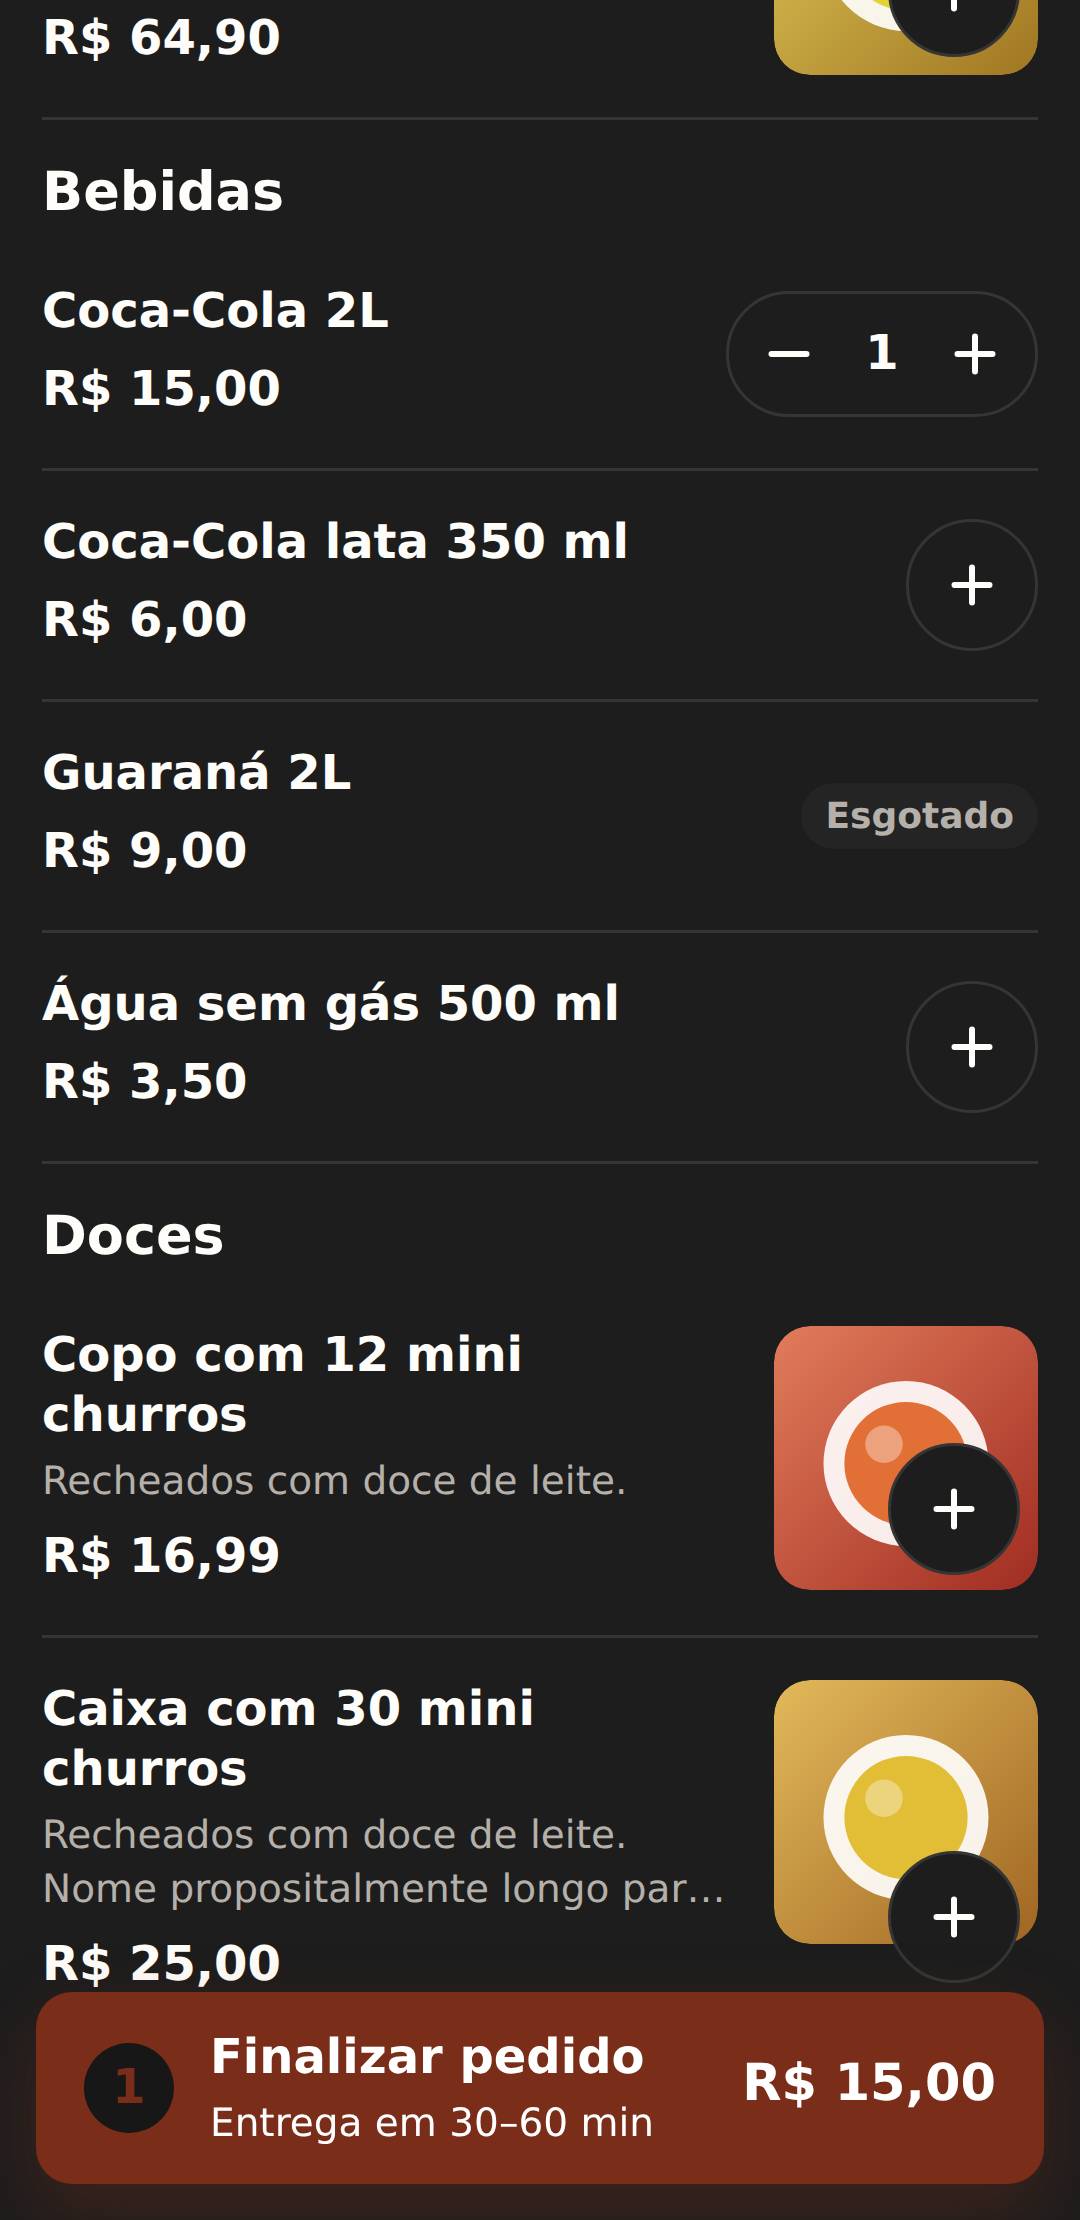 R$ 64,90
Bebidas
Coca-Cola 2L
R$ 15,00
1
Coca-Cola lata 350 ml
R$ 6,00
Guaraná 2L
R$ 9,00
Esgotado
Água sem gás 500 ml
R$ 3,50
Doces
Copo com 12 mini
churros
Recheados com doce de leite.
R$ 16,99
Caixa com 30 mini
churros
Recheados com doce de leite.
Nome propositalmente longo par…
R$ 25,00
1
Finalizar pedido
Entrega em 30–60 min
R$ 15,00